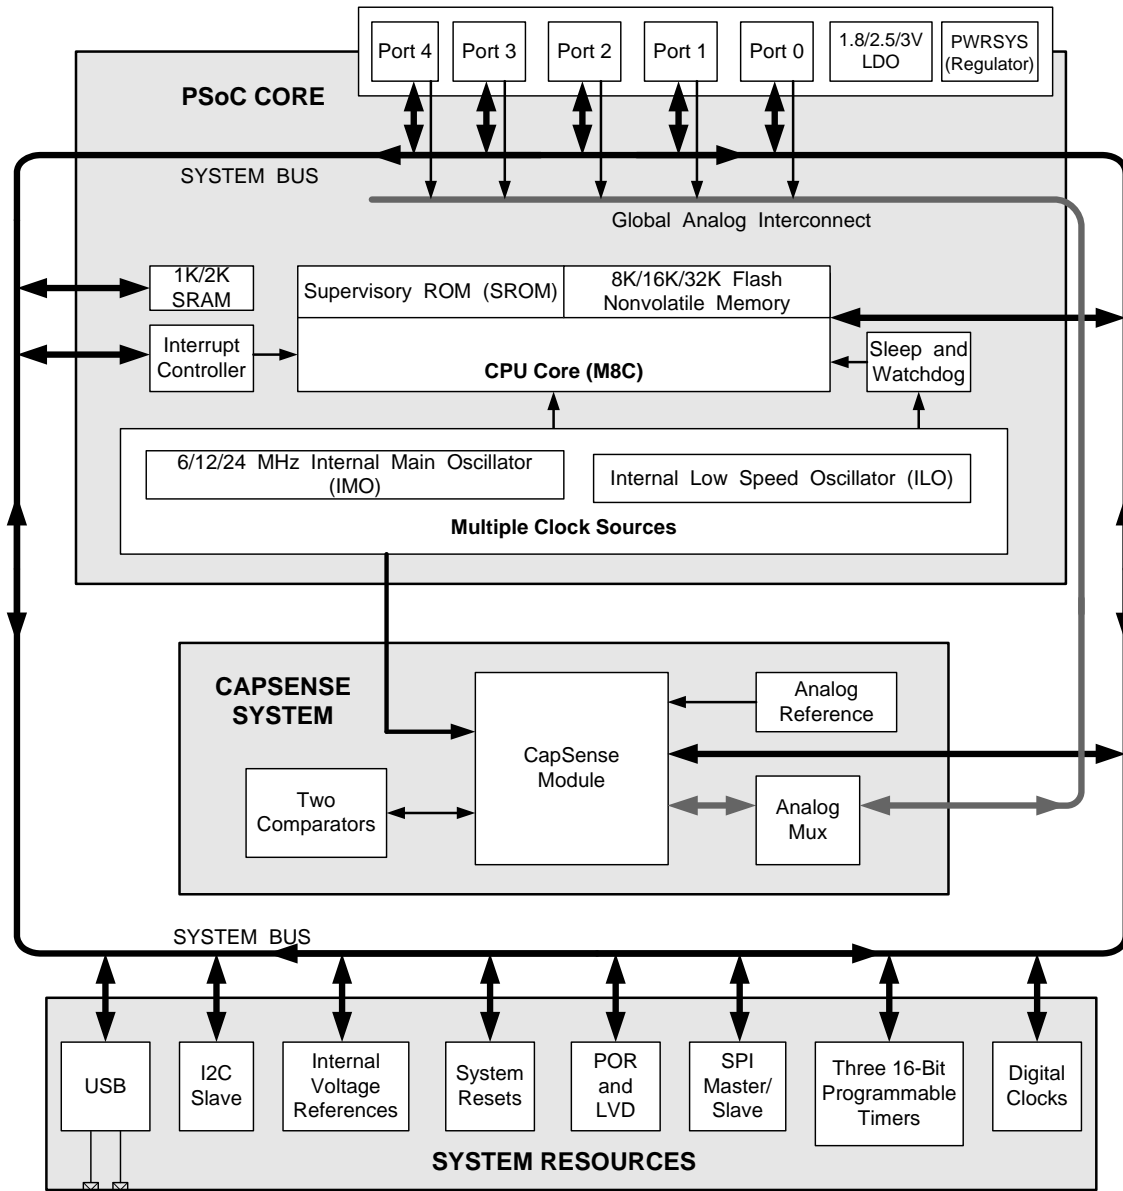 Port 4
Port 3
Port 2
Port 1
Port 0
1.8/2.5/3V
LDO
PWRSYS
(Regulator)
PSoC CORE
SYSTEM BUS
Global Analog Interconnect
1K/2K
SRAM
Supervisory ROM (SROM)
8K/16K/32K Flash
Nonvolatile Memory
Interrupt
Controller
CPU Core (M8C)
Sleep and
Watchdog
6/12/24 MHz Internal Main Oscillator
(IMO)
Internal Low Speed Oscillator (ILO)
Multiple Clock Sources
CAPSENSE
SYSTEM
CapSense
Module
Analog
Reference
Two
Comparators
Analog
Mux
SYSTEM BUS
USB
I2C
Slave
Internal
Voltage
References
System
Resets
POR
and
LVD
SPI
Master/
Slave
Three 16-Bit
Programmable
Timers
Digital
Clocks
SYSTEM RESOURCES